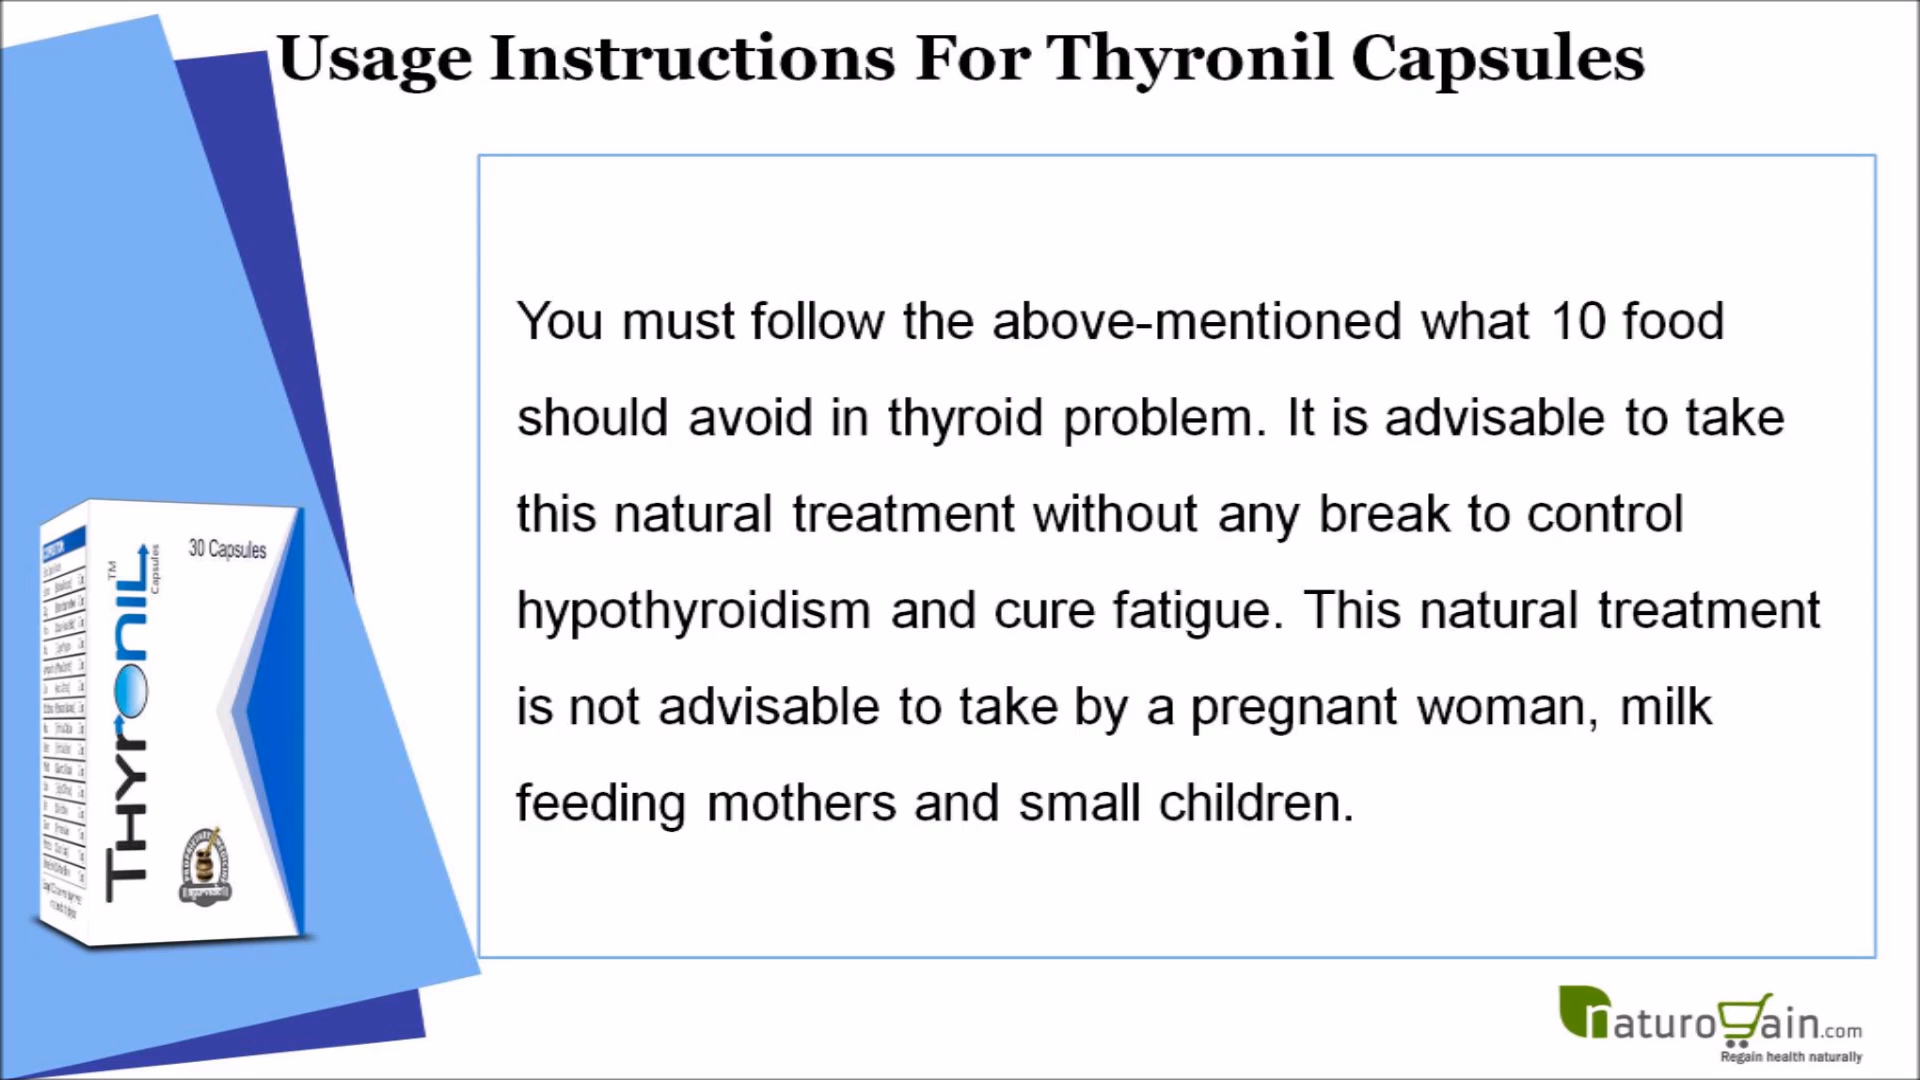 Usage Instructions For Thyronil Capsules
You must follow the above-mentioned what 10 food
should avoid in thyroid problem. It is advisable to take
this natural treatment without any break to control
hypothyroidism and cure fatigue. This natural treatment
is not advisable to take by a pregnant woman, milk
feeding mothers and small children.
30 Capsules
THYrOnIL™
Capsules
naturogain.com
Regain health naturally